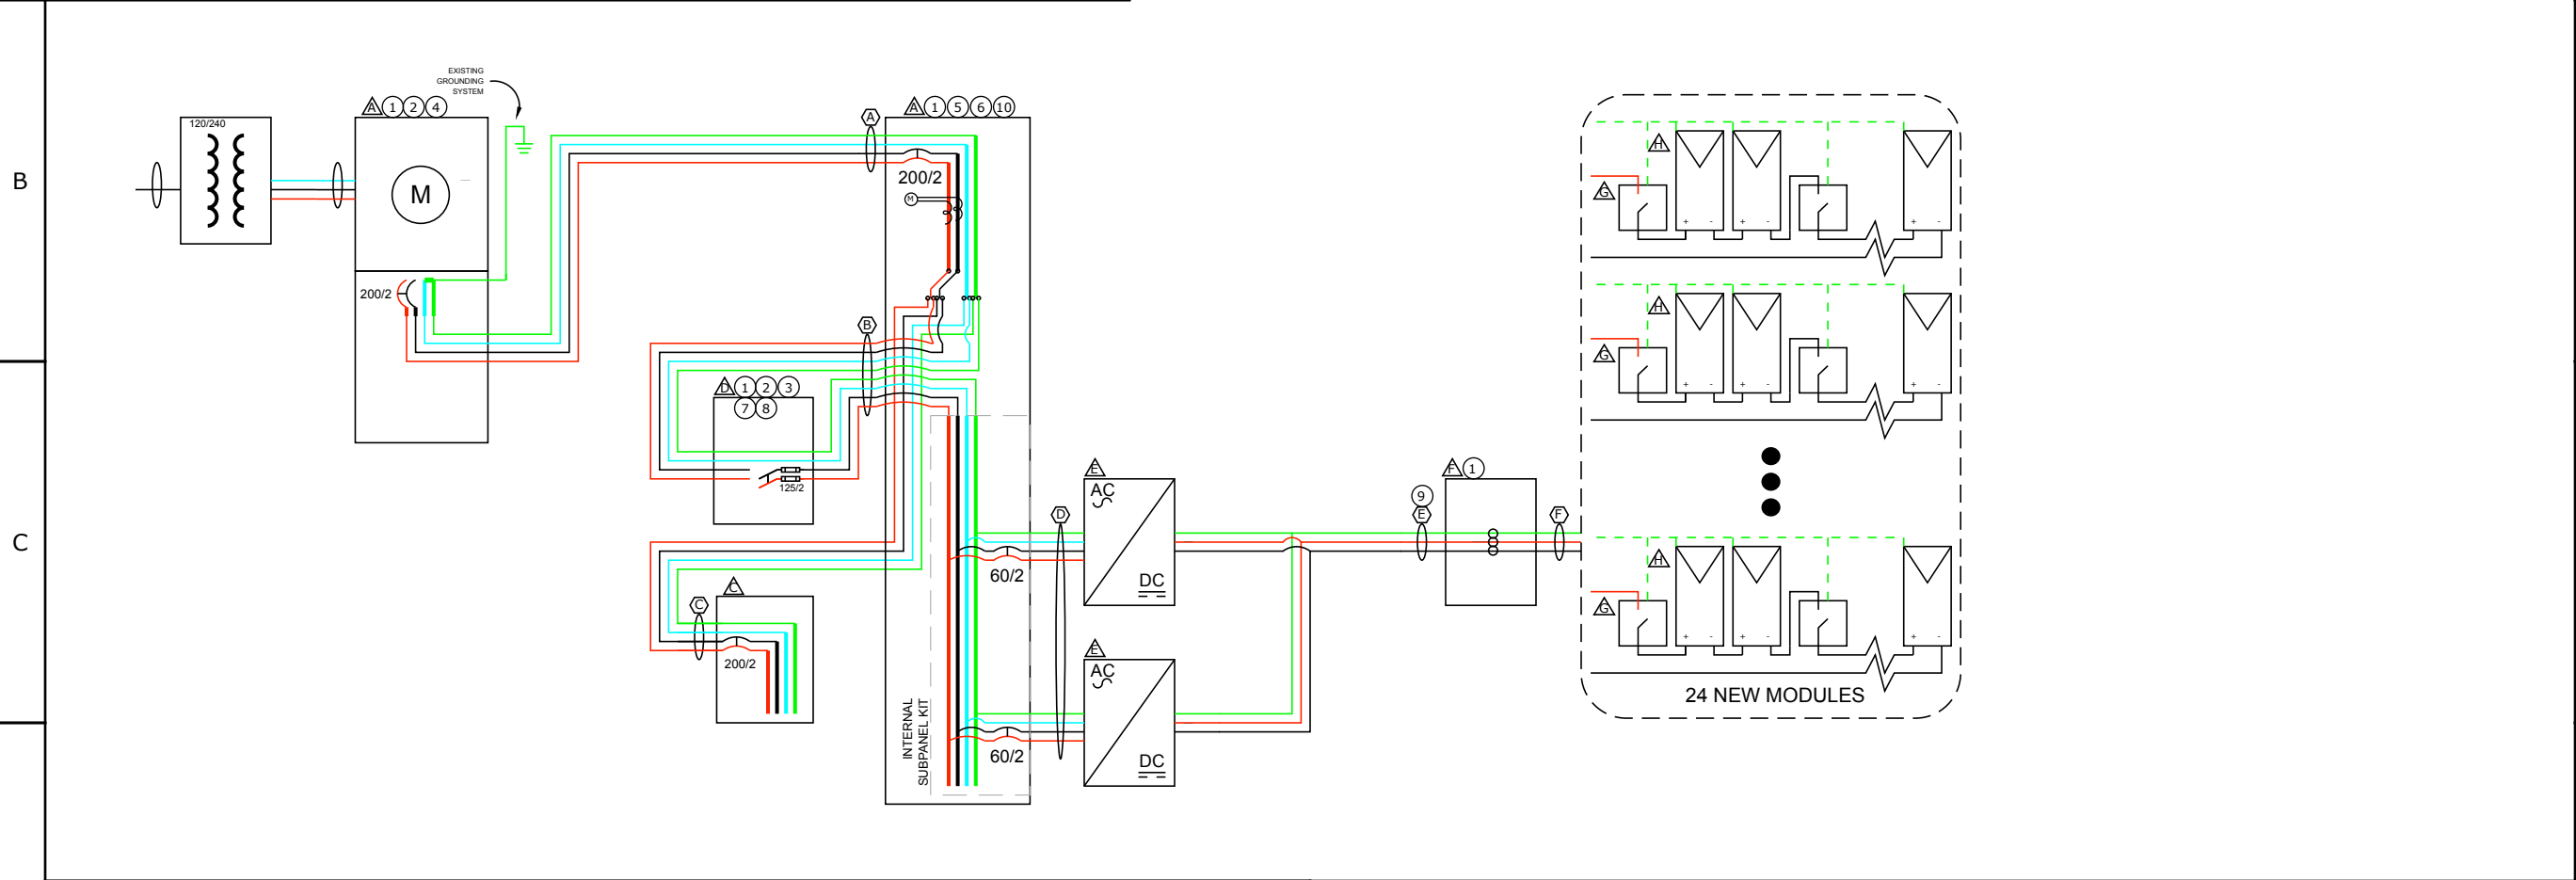 B
C
EXISTING
GROUNDING
SYSTEM
120/240
A 1 2 4
M
200/2
A
A 1 5 6 10
200/2
M
B
D 1 2 3
7 8
125/2
C
C
200/2
INTERNAL
SUBPANEL KIT
60/2
60/2
D
E
AC
DC
E
AC
DC
9
E
F 1
F
H
G
+ - + - + -
H
G
+ - + - + -
H
G
+ - + - + -
24 NEW MODULES